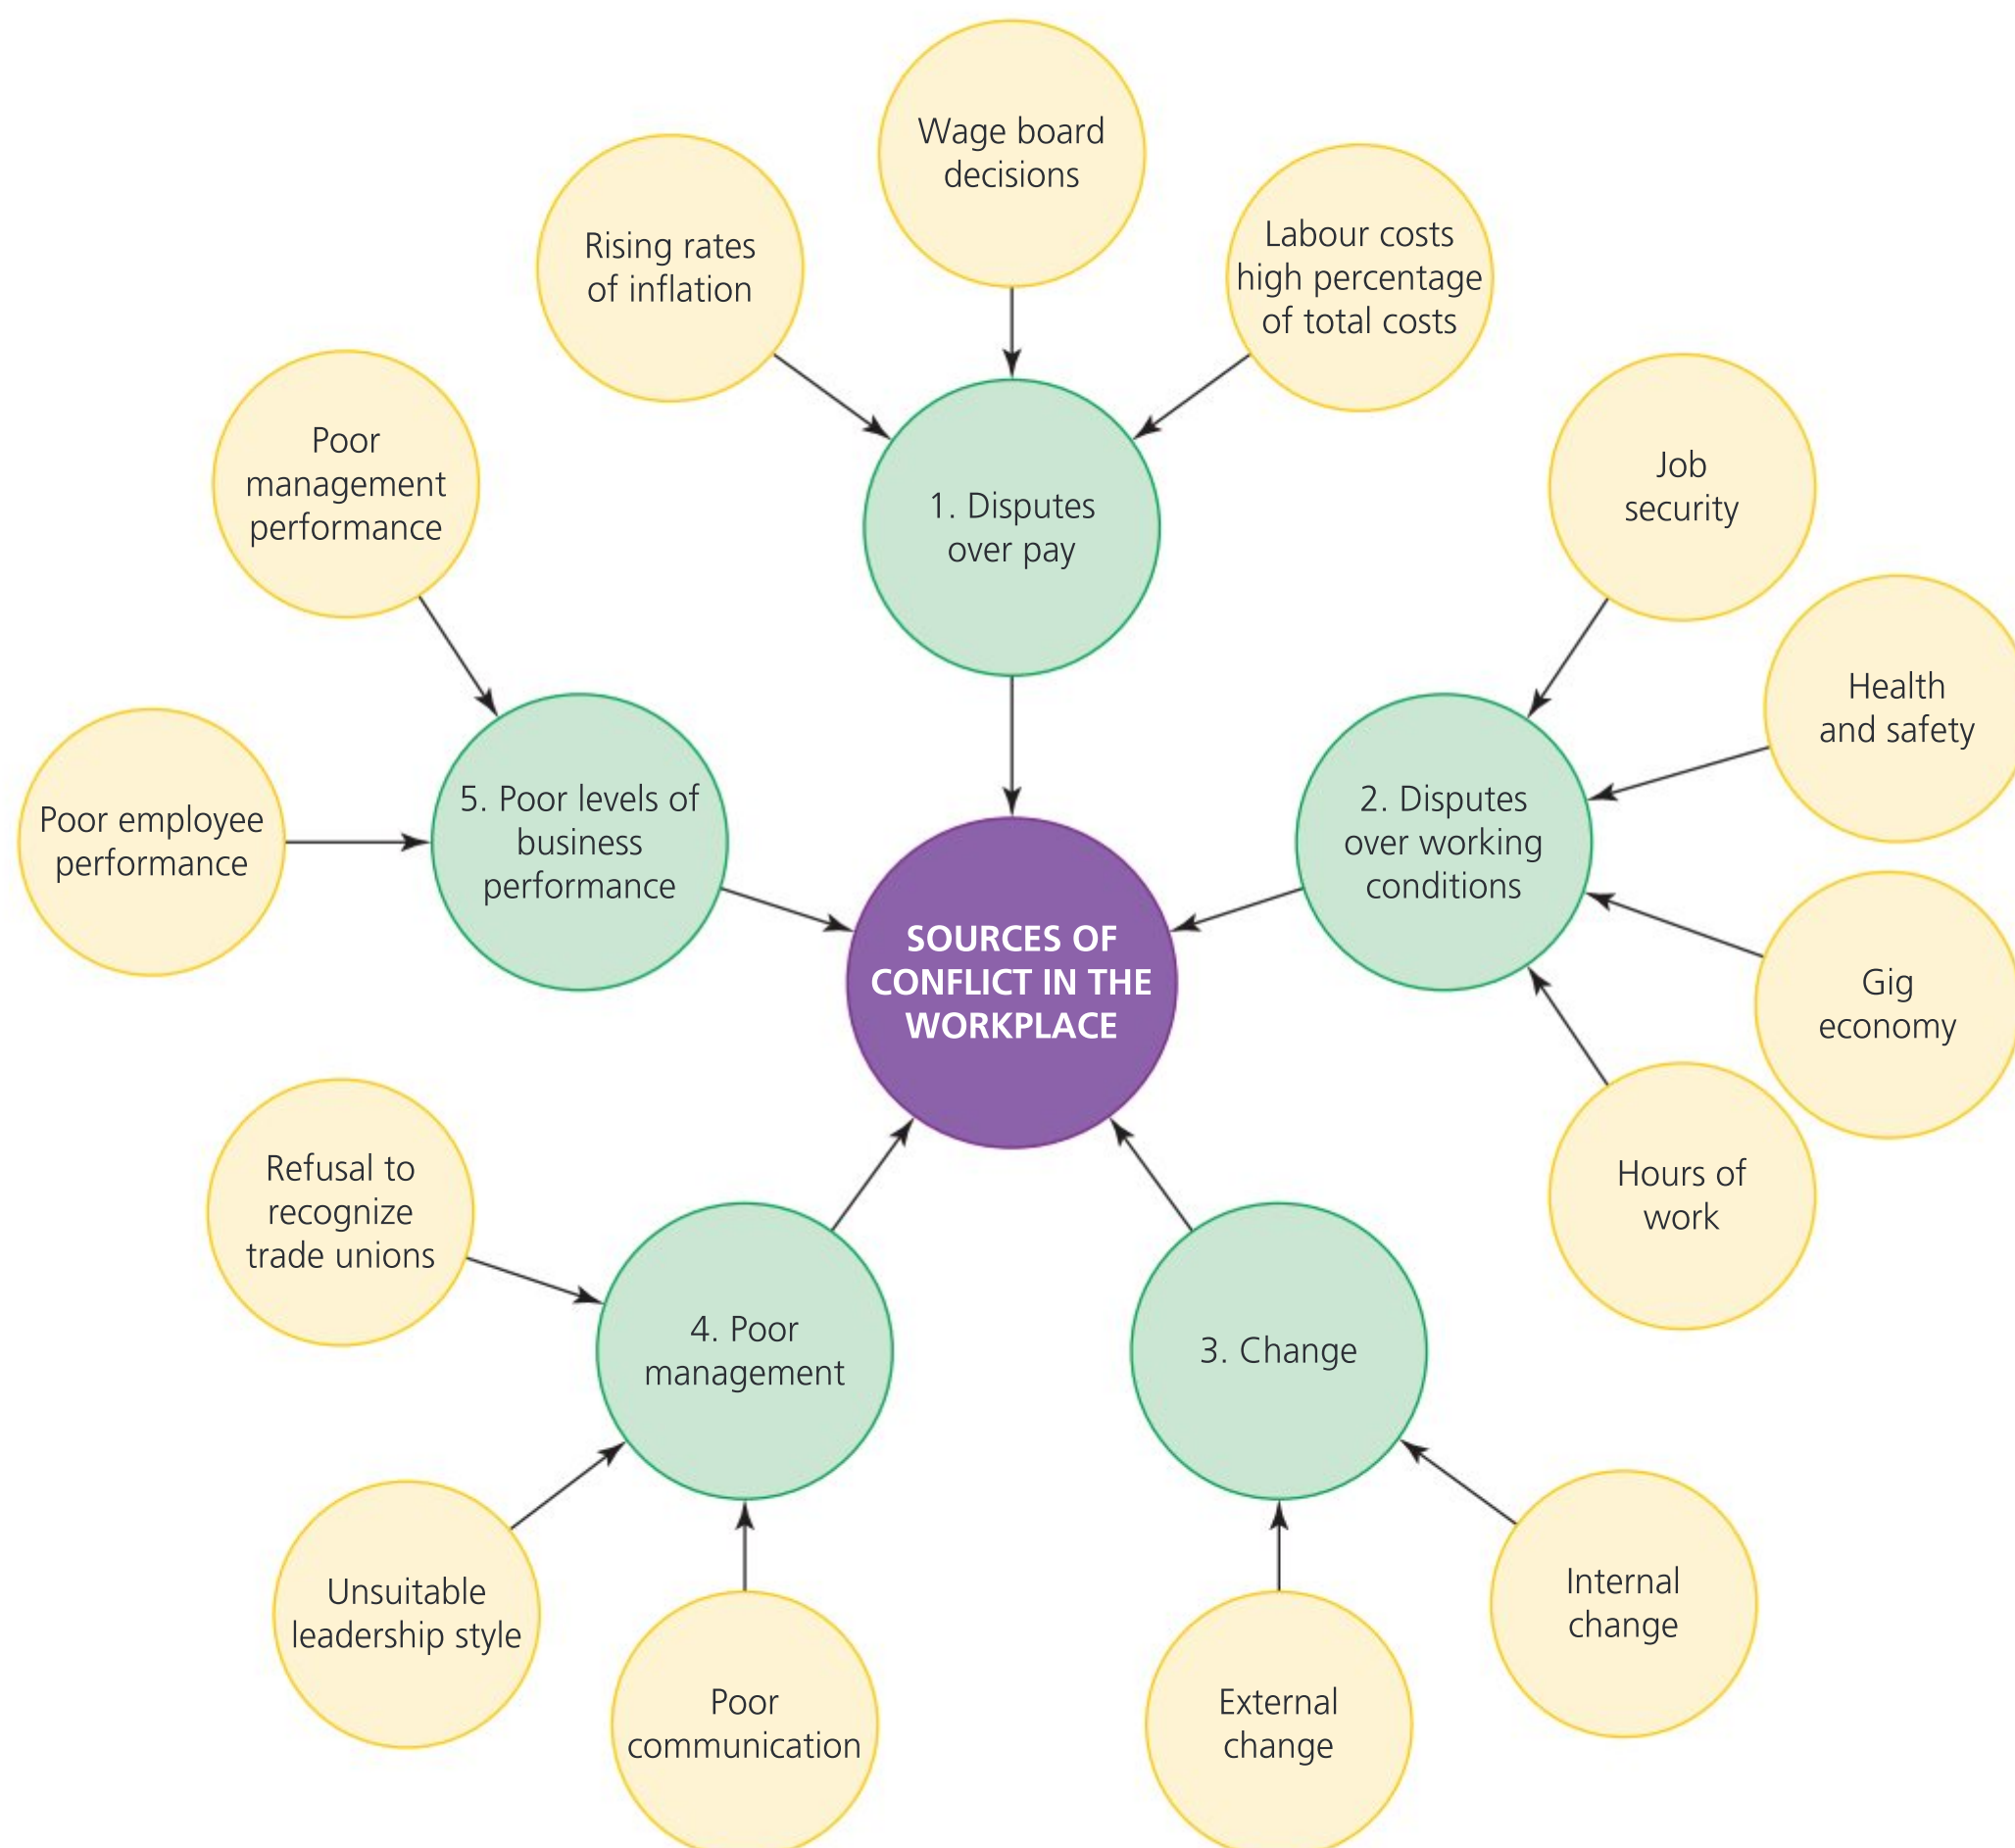 Wage board
decisions
Rising rates
of inflation
Labour costs
high percentage
of total costs
Poor
management
performance
1. Disputes
over pay
Job
security
Health
and safety
Poor employee
performance
5. Poor levels of
business
performance
2. Disputes
over working
conditions
SOURCES OF
CONFLICT IN THE
WORKPLACE
Gig
economy
Hours of
work
Refusal to
recognize
trade unions
4. Poor
management
3. Change
Unsuitable
leadership style
Poor
communication
External
change
Internal
change